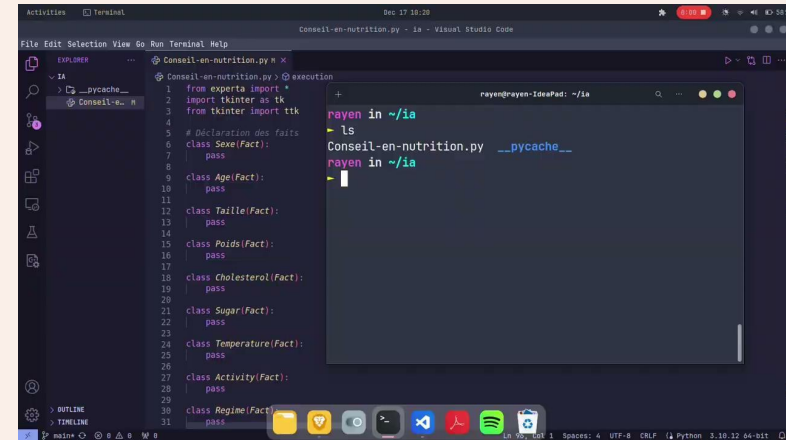 Activities Terminal Dec 17 18:20 58
Conseil-en-nutrition.py - ia - Visual Studio Code
File Edit Selection View Go Run Terminal Help
EXPLORER
Conseil-en-nutrition.py M
IA
Conseil-en-nutrition.py > execution
__pycache__
Conseil-e… M
1 from experta import *
2 import tkinter as tk
3 from tkinter import ttk
4
5 # Déclaration des faits
6 class Sexe(Fact):
7 pass
8
9 class Age(Fact):
10 pass
11
12 class Taille(Fact):
13 pass
14
15 class Poids(Fact):
16 pass
17
18 class Cholesterol(Fact):
19 pass
20
21 class Sugar(Fact):
22 pass
23
24 class Temperature(Fact):
25 pass
26
27 class Activity(Fact):
28 pass
29
30 class Regime(Fact)
31 pass
rayen@rayen-IdeaPad: ~/ia
rayen in ~/ia
ls
Conseil-en-nutrition.py __pycache__
rayen in ~/ia
OUTLINE
TIMELINE
main+ 0 0 0 Ln 96, Col 1 Spaces: 4 UTF-8 CRLF Python 3.10.12 64-bit